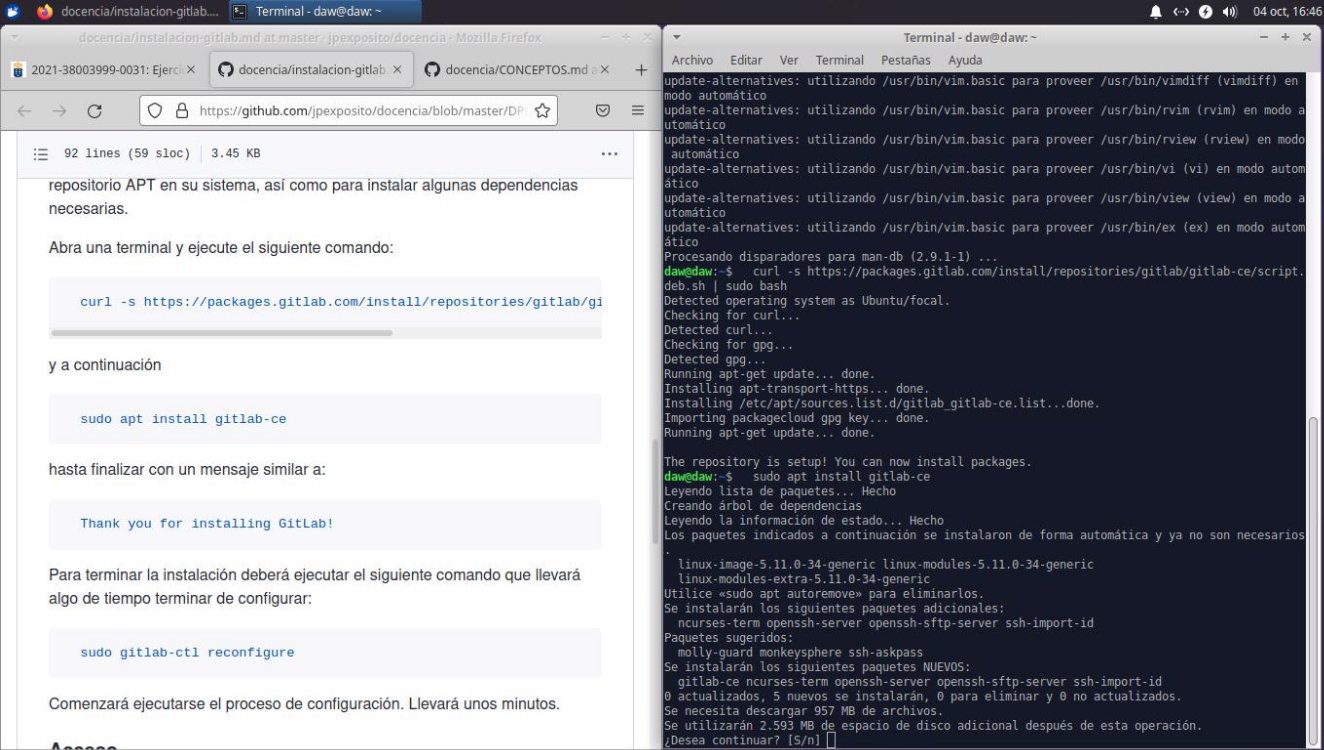 docencia/instalacion-gitlab....
Terminal - daw@daw: ~
04 oct, 16:46
docencia/instalacion-gitlab.md at master · jpexposito/docencia - Mozilla Firefox
2021-38003999-0031: Ejerci
docencia/instalacion-gitlab
docencia/CONCEPTOS.md a
https://github.com/jpexposito/docencia/blob/master/DP
92 lines (59 sloc)
3.45 KB
repositorio APT en su sistema, así como para instalar algunas dependencias
necesarias.
Abra una terminal y ejecute el siguiente comando:
curl -s https://packages.gitlab.com/install/repositories/gitlab/gi
y a continuación
sudo apt install gitlab-ce
hasta finalizar con un mensaje similar a:
Thank you for installing GitLab!
Para terminar la instalación deberá ejecutar el siguiente comando que llevará
algo de tiempo terminar de configurar:
sudo gitlab-ctl reconfigure
Comenzará ejecutarse el proceso de configuración. Llevará unos minutos.
Acceso
Terminal - daw@daw: ~
Archivo Editar Ver Terminal Pestañas Ayuda
update-alternatives: utilizando /usr/bin/vim.basic para proveer /usr/bin/vimdiff (vimdiff) en
modo automático
update-alternatives: utilizando /usr/bin/vim.basic para proveer /usr/bin/rvim (rvim) en modo a
utomático
update-alternatives: utilizando /usr/bin/vim.basic para proveer /usr/bin/rview (rview) en modo
automático
update-alternatives: utilizando /usr/bin/vim.basic para proveer /usr/bin/vi (vi) en modo autom
ático
update-alternatives: utilizando /usr/bin/vim.basic para proveer /usr/bin/view (view) en modo a
utomático
update-alternatives: utilizando /usr/bin/vim.basic para proveer /usr/bin/ex (ex) en modo autom
ático
Procesando disparadores para man-db (2.9.1-1) ...
daw@daw:~$ curl -s https://packages.gitlab.com/install/repositories/gitlab/gitlab-ce/script.
deb.sh | sudo bash
Detected operating system as Ubuntu/focal.
Checking for curl...
Detected curl...
Checking for gpg...
Detected gpg...
Running apt-get update... done.
Installing apt-transport-https... done.
Installing /etc/apt/sources.list.d/gitlab_gitlab-ce.list...done.
Importing packagecloud gpg key... done.
Running apt-get update... done.
The repository is setup! You can now install packages.
daw@daw:~$ sudo apt install gitlab-ce
Leyendo lista de paquetes... Hecho
Creando árbol de dependencias
Leyendo la información de estado... Hecho
Los paquetes indicados a continuación se instalaron de forma automática y ya no son necesarios
.
linux-image-5.11.0-34-generic linux-modules-5.11.0-34-generic
linux-modules-extra-5.11.0-34-generic
Utilice «sudo apt autoremove» para eliminarlos.
Se instalarán los siguientes paquetes adicionales:
ncurses-term openssh-server openssh-sftp-server ssh-import-id
Paquetes sugeridos:
molly-guard monkeysphere ssh-askpass
Se instalarán los siguientes paquetes NUEVOS:
gitlab-ce ncurses-term openssh-server openssh-sftp-server ssh-import-id
0 actualizados, 5 nuevos se instalarán, 0 para eliminar y 0 no actualizados.
Se necesita descargar 957 MB de archivos.
Se utilizarán 2.593 MB de espacio de disco adicional después de esta operación.
¿Desea continuar? [S/n]